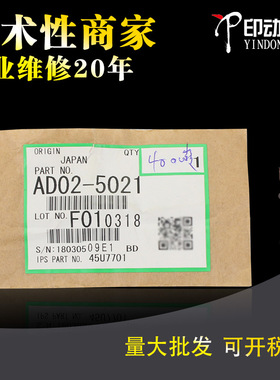 术性商家
业维修20年
印动
YINDON
ORIGIN QTY
JAPAN
PART NO.
AD02-5021
1
LOT NO. F010318
S/N:18030509E1 BD
IPS PART NO. 45U7701
量大批发 可开税